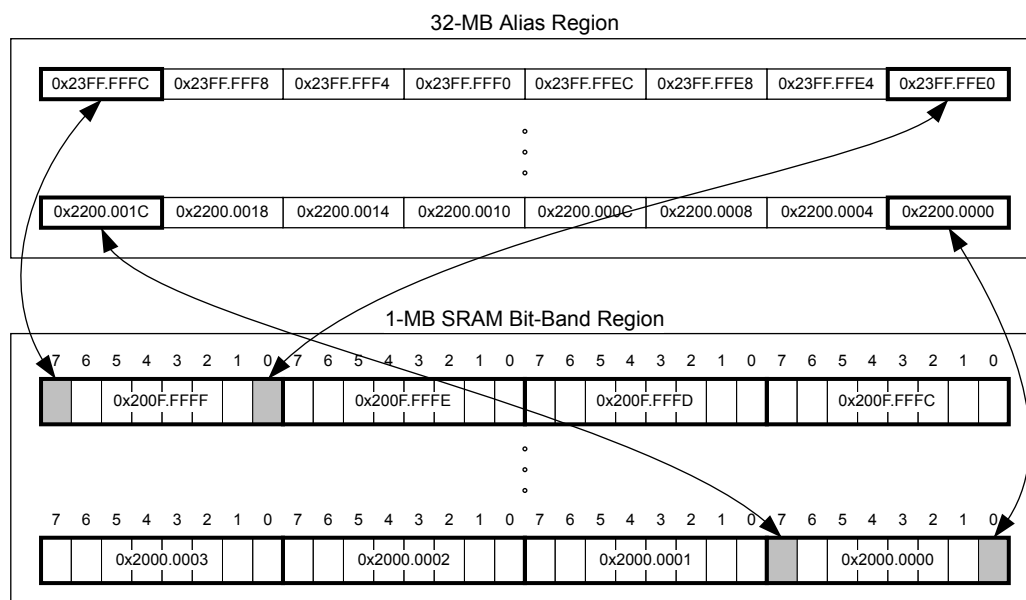 32-MB Alias Region
0x23FF.FFFC 0x23FF.FFF8 0x23FF.FFF4 0x23FF.FFF0 0x23FF.FFEC 0x23FF.FFE8 0x23FF.FFE4 0x23FF.FFE0
0x2200.001C 0x2200.0018 0x2200.0014 0x2200.0010 0x2200.000C 0x2200.0008 0x2200.0004 0x2200.0000
1-MB SRAM Bit-Band Region
7 6 5 4 3 2 1 0 7 6 5 4 3 2 1 0 7 6 5 4 3 2 1 0 7 6 5 4 3 2 1 0
0x200F.FFFF 0x200F.FFFE 0x200F.FFFD 0x200F.FFFC
7 6 5 4 3 2 1 0 7 6 5 4 3 2 1 0 7 6 5 4 3 2 1 0 7 6 5 4 3 2 1 0
0x2000.0003 0x2000.0002 0x2000.0001 0x2000.0000